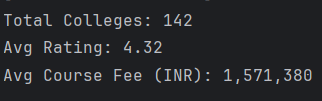 Total Colleges: 142
Avg Rating: 4.32
Avg Course Fee (INR): 1,571,380